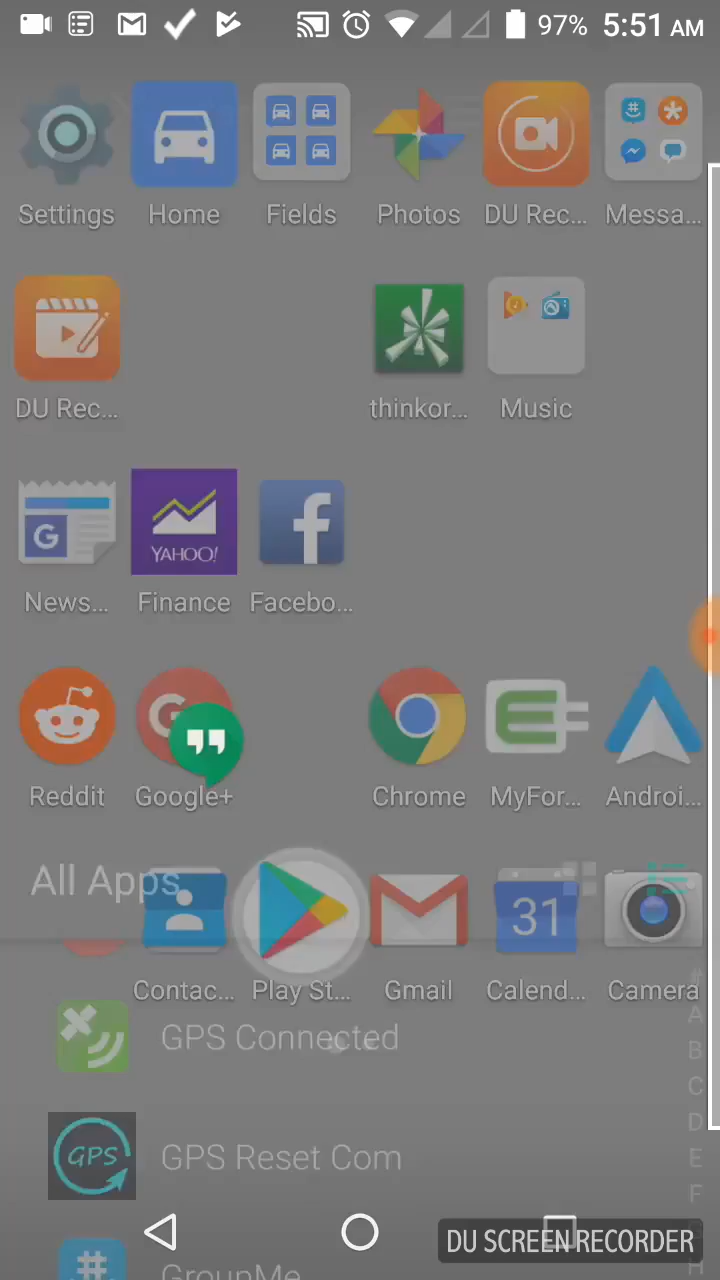 97% 5:51 AM
Settings Home Fields Photos DU Rec... Messa...
DU Rec... thinkor... Music
G
YAHOO!
News... Finance Facebo...
Reddit Google+ Chrome MyFor... Androi...
All Apps
31
Contac... Play St... Gmail Calend... Camera
#
A
GPS Connected
B
C
D
GPS
GPS Reset Com
E
F
DU SCREEN RECORDER
GroupMe
H